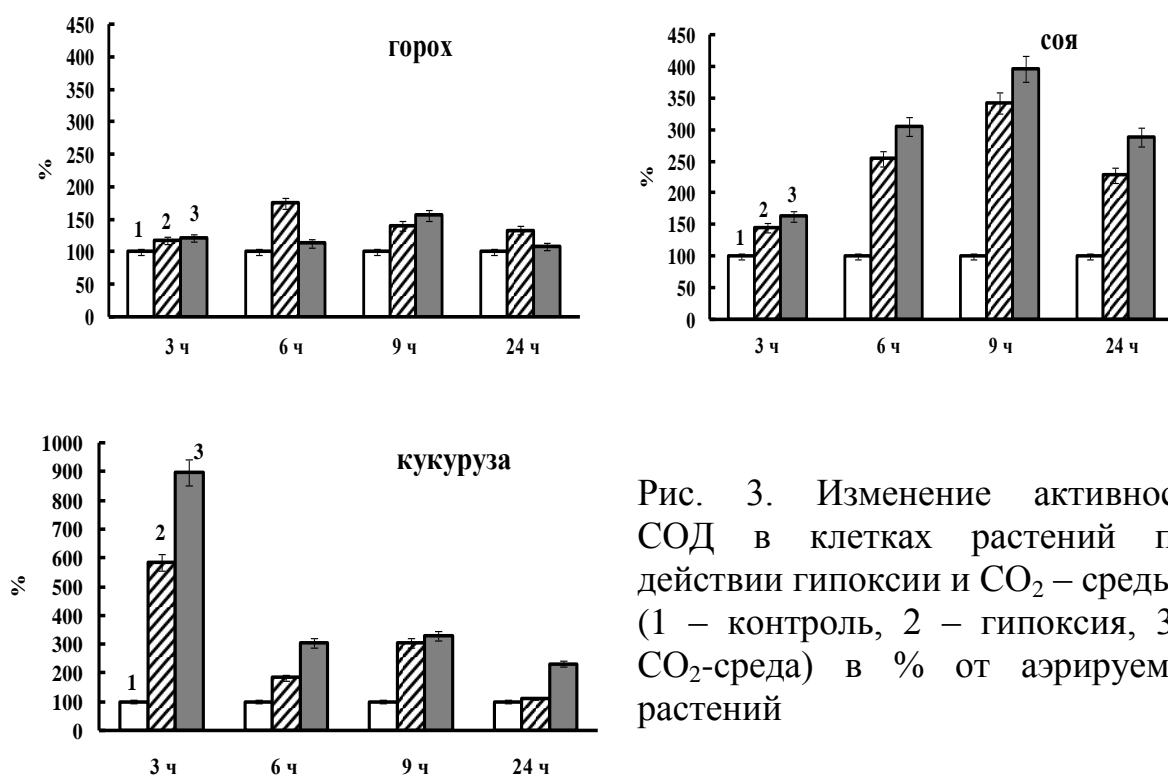 горох
450
400
350
300
250
200
150
100
50
0
%
1 2 3
3 ч 6 ч 9 ч 24 ч
соя
450
400
350
300
250
200
150
100
50
0
%
1 2 3
3 ч 6 ч 9 ч 24 ч
кукуруза
1000
900
800
700
600
500
400
300
200
100
0
%
1 2 3
3 ч 6 ч 9 ч 24 ч
Рис. 3. Изменение активнос
СОД в клетках растений п
действии гипоксии и CO₂ – средь
(1 – контроль, 2 – гипоксия, 3
CO₂-среда) в % от аэрируем
растений